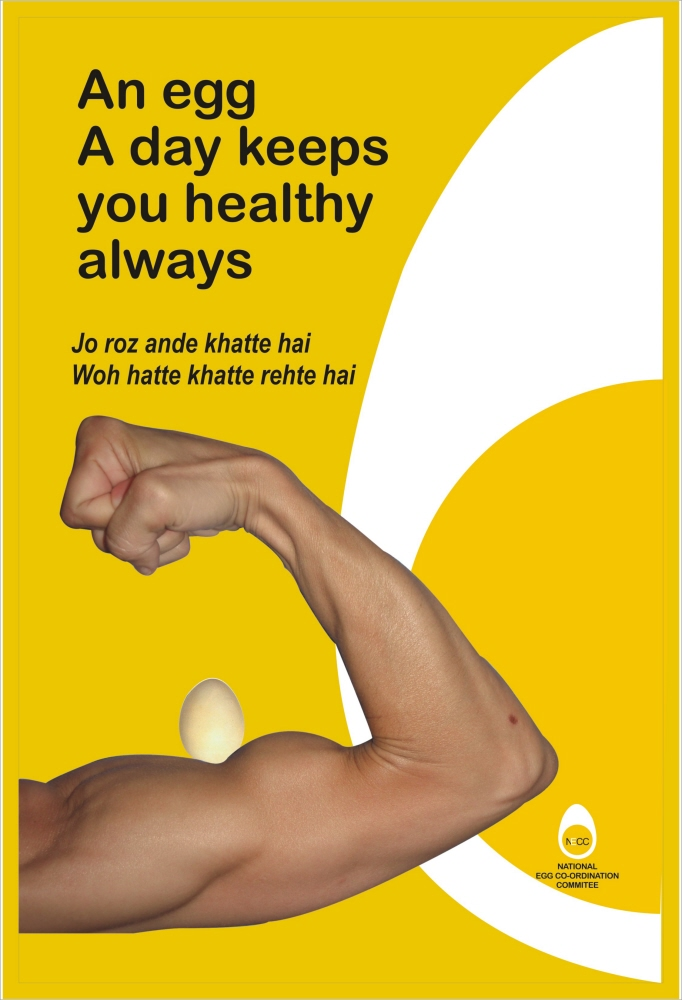 An egg
A day keeps
you healthy
always
Jo roz ande khatte hai
Woh hatte khatte rehte hai
NECC
NATIONAL
EGG CO-ORDINATION
COMMITEE